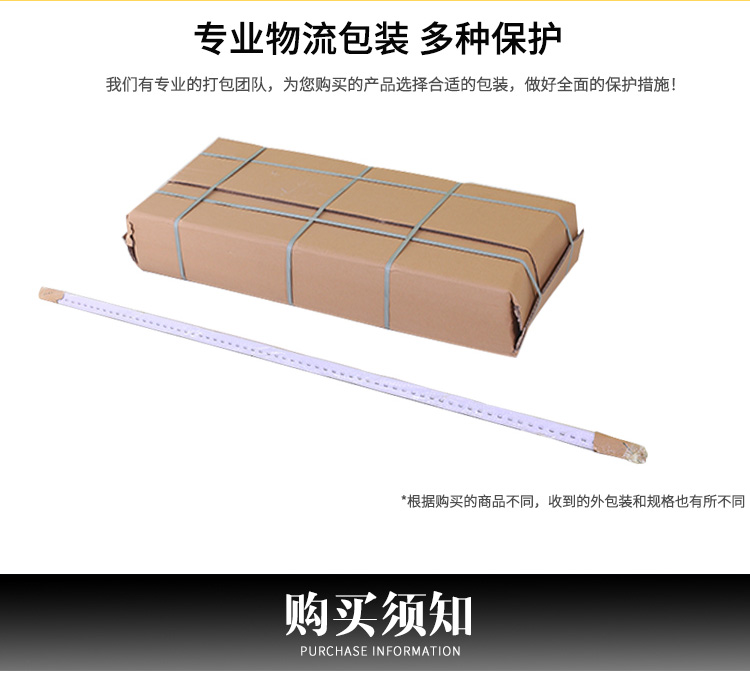 专业物流包装 多种保护
我们有专业的打包团队，为您购买的产品选择合适的包装，做好全面的保护措施！
*根据购买的商品不同，收到的外包装和规格也有所不同
购买须知
PURCHASE INFORMATION